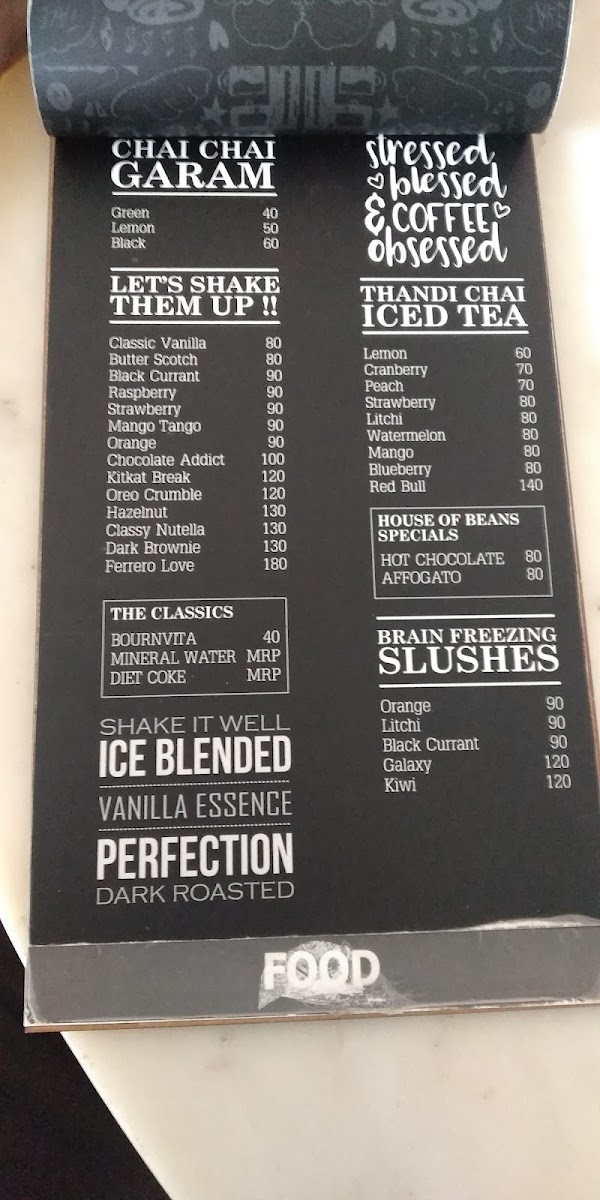 CHAI CHAI
GARAM
Green 40
Lemon 50
Black 60
LET'S SHAKE
THEM UP !!
Classic Vanilla 80
Butter Scotch 80
Black Currant 90
Raspberry 90
Strawberry 90
Mango Tango 90
Orange 90
Chocolate Addict 100
Kitkat Break 120
Oreo Crumble 120
Hazelnut 130
Classy Nutella 130
Dark Brownie 130
Ferrero Love 180
THE CLASSICS
BOURNVITA 40
MINERAL WATER MRP
DIET COKE MRP
SHAKE IT WELL
ICE BLENDED
VANILLA ESSENCE
PERFECTION
DARK ROASTED
stressed
blessed
& COFFEE
obsessed
THANDI CHAI
ICED TEA
Lemon 60
Cranberry 70
Peach 70
Strawberry 80
Litchi 80
Watermelon 80
Mango 80
Blueberry 80
Red Bull 140
HOUSE OF BEANS
SPECIALS
HOT CHOCOLATE 80
AFFOGATO 80
BRAIN FREEZING
SLUSHES
Orange 90
Litchi 90
Black Currant 90
Galaxy 120
Kiwi 120
FOOD